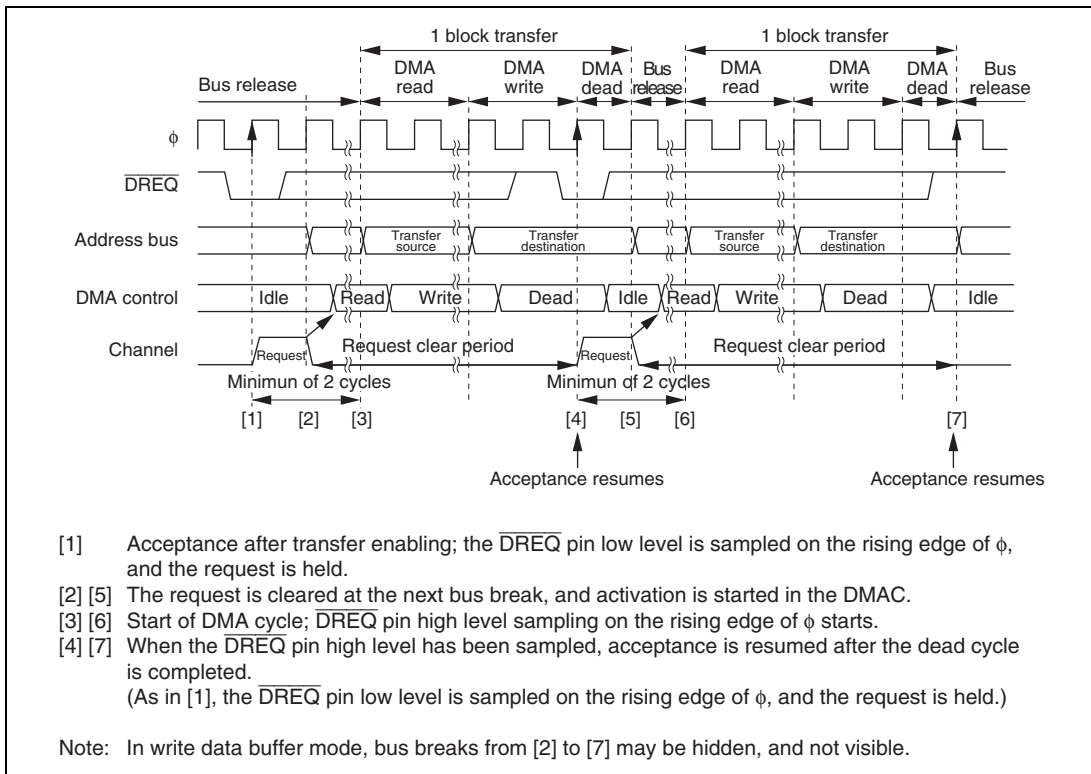 1 block transfer 1 block transfer
Bus release DMA read DMA write DMA dead Bus release DMA read DMA write DMA dead Bus release
φ
DREQ
Address bus Transfer source Transfer destination Transfer source Transfer destination
DMA control Idle Read Write Dead Idle Read Write Dead Idle
Channel Request Request clear period Request Request clear period
Minimun of 2 cycles Minimun of 2 cycles
[1] [2] [3] [4] [5] [6] [7]
Acceptance resumes Acceptance resumes
[1] Acceptance after transfer enabling; the DREQ pin low level is sampled on the rising edge of φ,
and the request is held.
[2] [5] The request is cleared at the next bus break, and activation is started in the DMAC.
[3] [6] Start of DMA cycle; DREQ pin high level sampling on the rising edge of φ starts.
[4] [7] When the DREQ pin high level has been sampled, acceptance is resumed after the dead cycle
is completed.
(As in [1], the DREQ pin low level is sampled on the rising edge of φ, and the request is held.)
Note: In write data buffer mode, bus breaks from [2] to [7] may be hidden, and not visible.